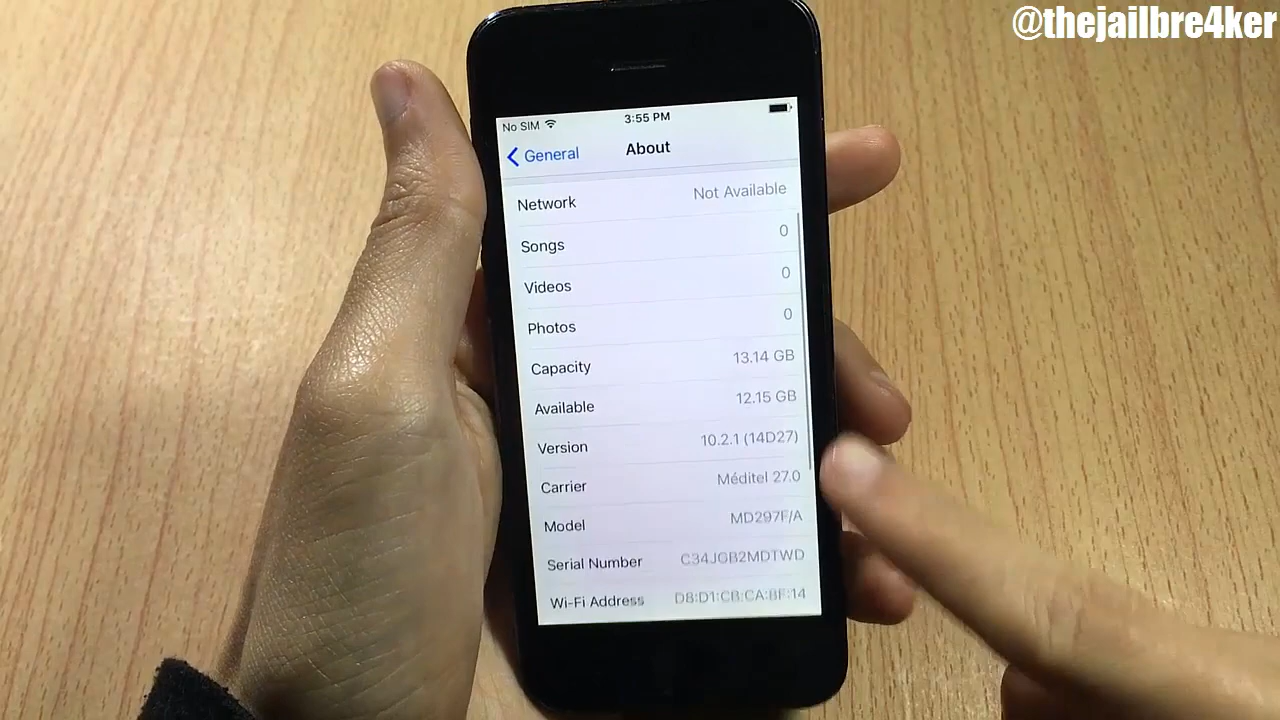 @thejailbre4ker
No SIM 3:55 PM
General About
Network Not Available
Songs 0
Videos 0
Photos 0
Capacity 13.14 GB
Available 12.15 GB
Version 10.2.1 (14D27)
Carrier Méditel 27.0
Model MD297F/A
Serial Number C34JGB2MDTWD
Wi-Fi Address D8:D1:CB:CA:8F:14